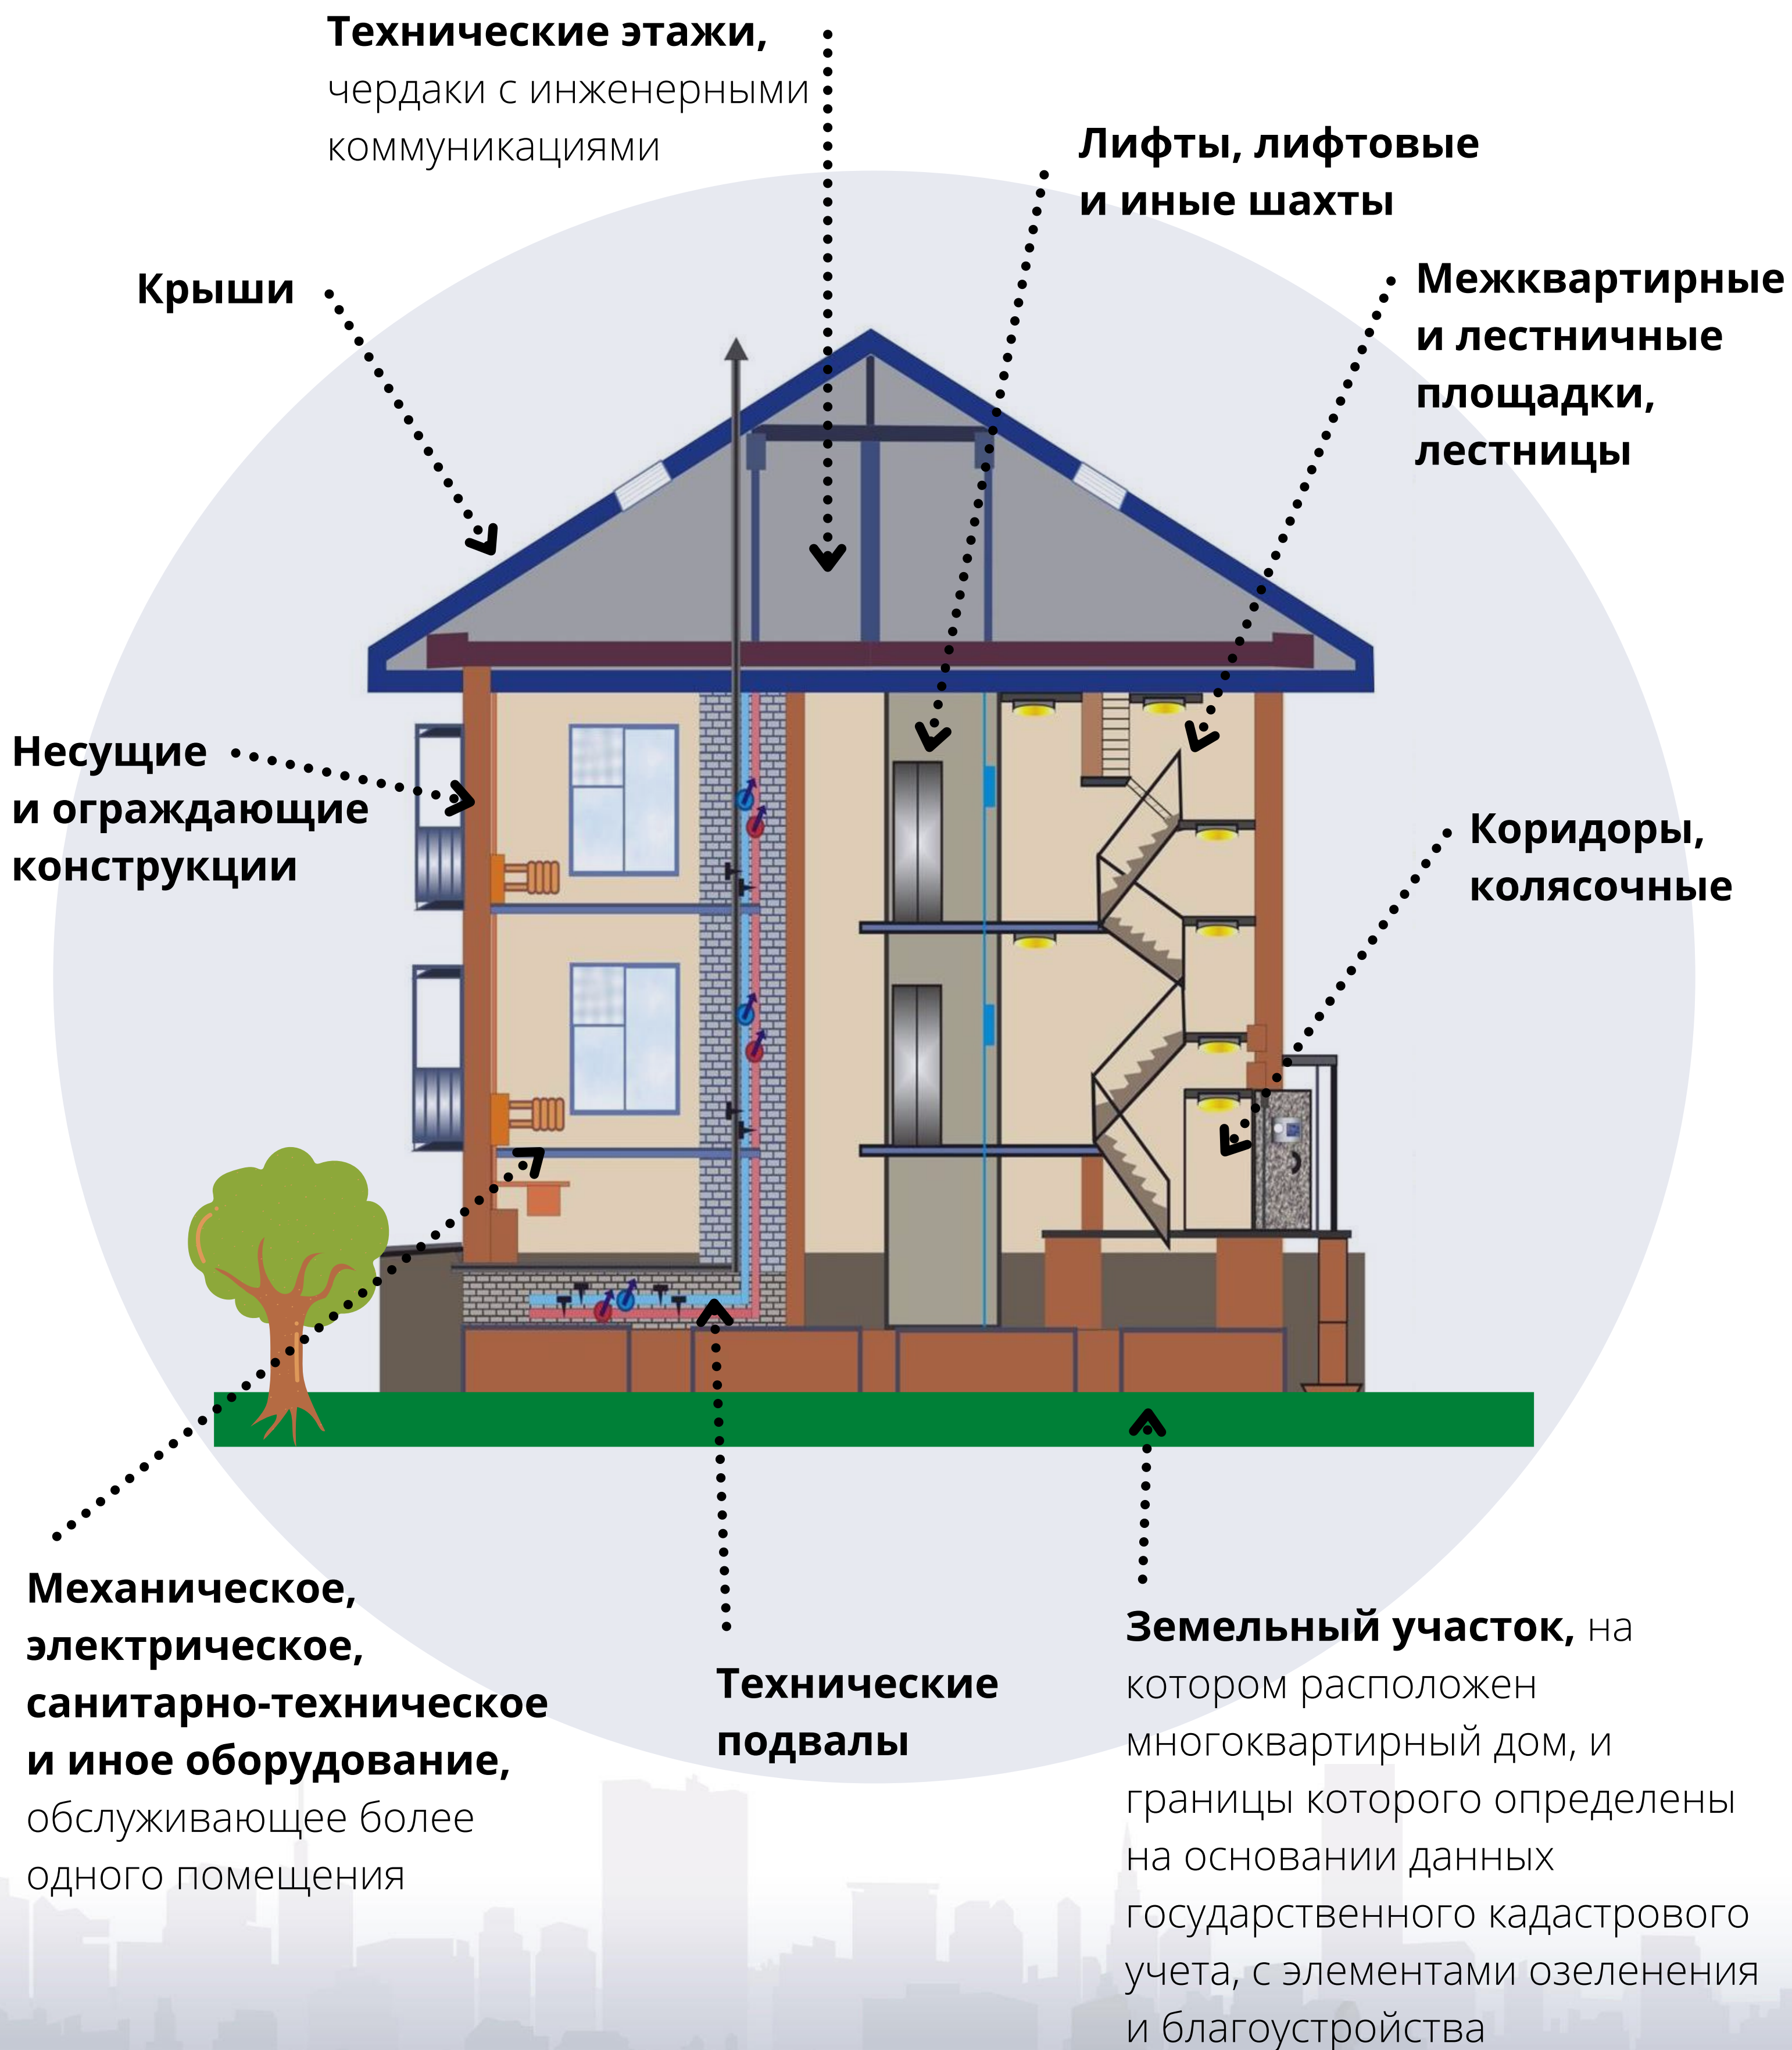 Технические этажи,
чердаки с инженерными
коммуникациями
Лифты, лифтовые
и иные шахты
Крыши
Межквартирные
и лестничные
площадки,
лестницы
Несущие
и ограждающие
конструкции
Коридоры,
колясочные
Механическое,
электрическое,
санитарно-техническое
и иное оборудование,
обслуживающее более
одного помещения
Технические
подвалы
Земельный участок, на
котором расположен
многоквартирный дом, и
границы которого определены
на основании данных
государственного кадастрового
учета, с элементами озеленения
и благоустройства